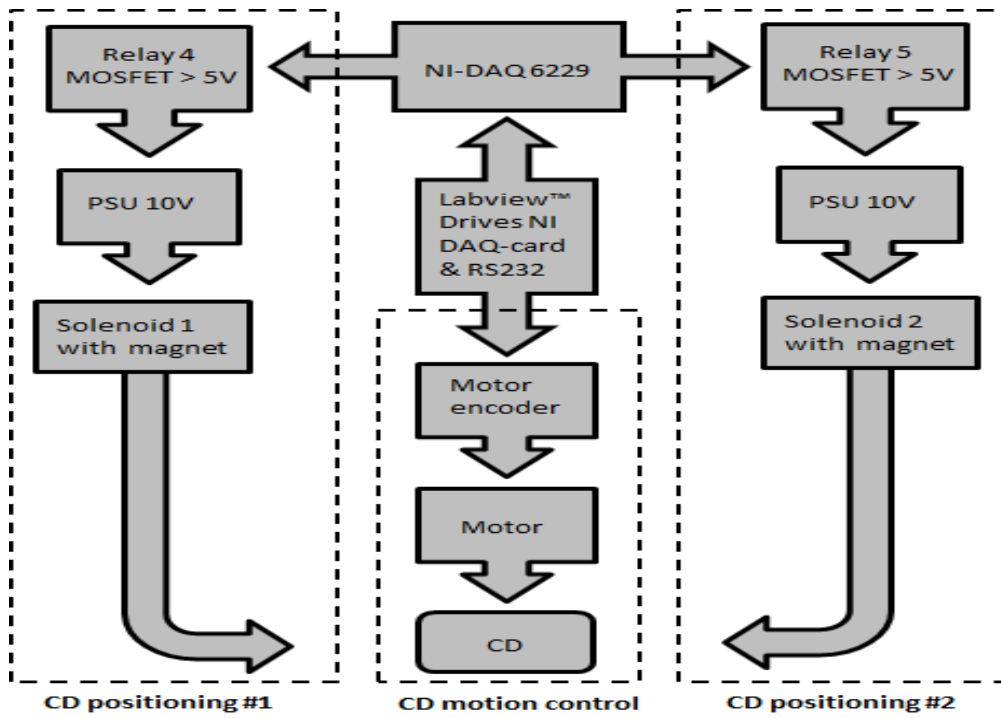 Relay 4
MOSFET > 5V
NI-DAQ 6229
Relay 5
MOSFET > 5V
PSU 10V
Labview™
Drives NI
DAQ-card
& RS232
PSU 10V
Solenoid 1
with magnet
Solenoid 2
with magnet
Motor
encoder
Motor
CD
CD positioning #1
CD motion control
CD positioning #2